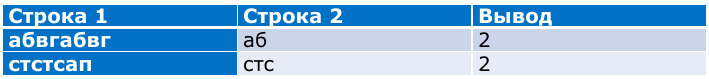 Строка 1 Строка 2 Вывод
абвгабвг аб 2
стстсап стс 2